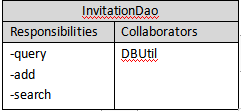 InvitationDao
Responsibilities Collaborators
-query DBUtil
-add
-search